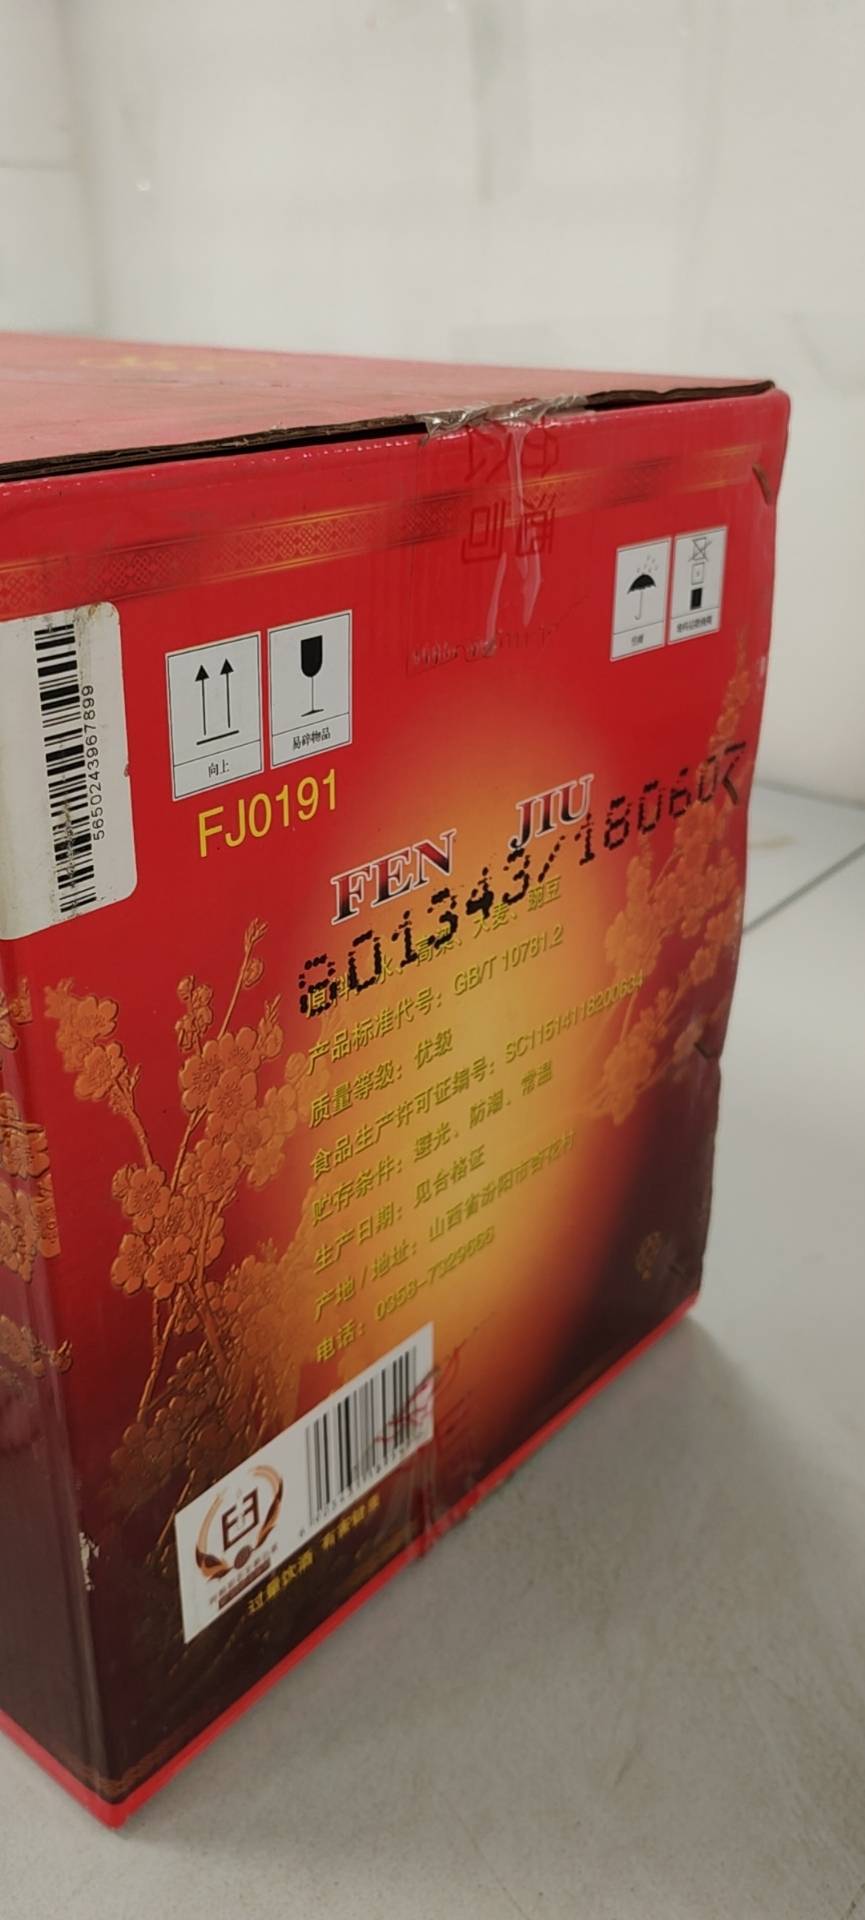 5650243967899
向上
易碎物品
FJ0191
FEN JIU
601343/180607
原料：水、高粱、大麦、豌豆
产品标准代号：GB/T 10781.2
质量等级：优级
食品生产许可证编号：SC11514118200634
贮存条件：避光、防潮、常温
生产日期：见合格证
产地/地址：山西省汾阳市杏花村
电话：0358-7329666
过量饮酒 有害健康